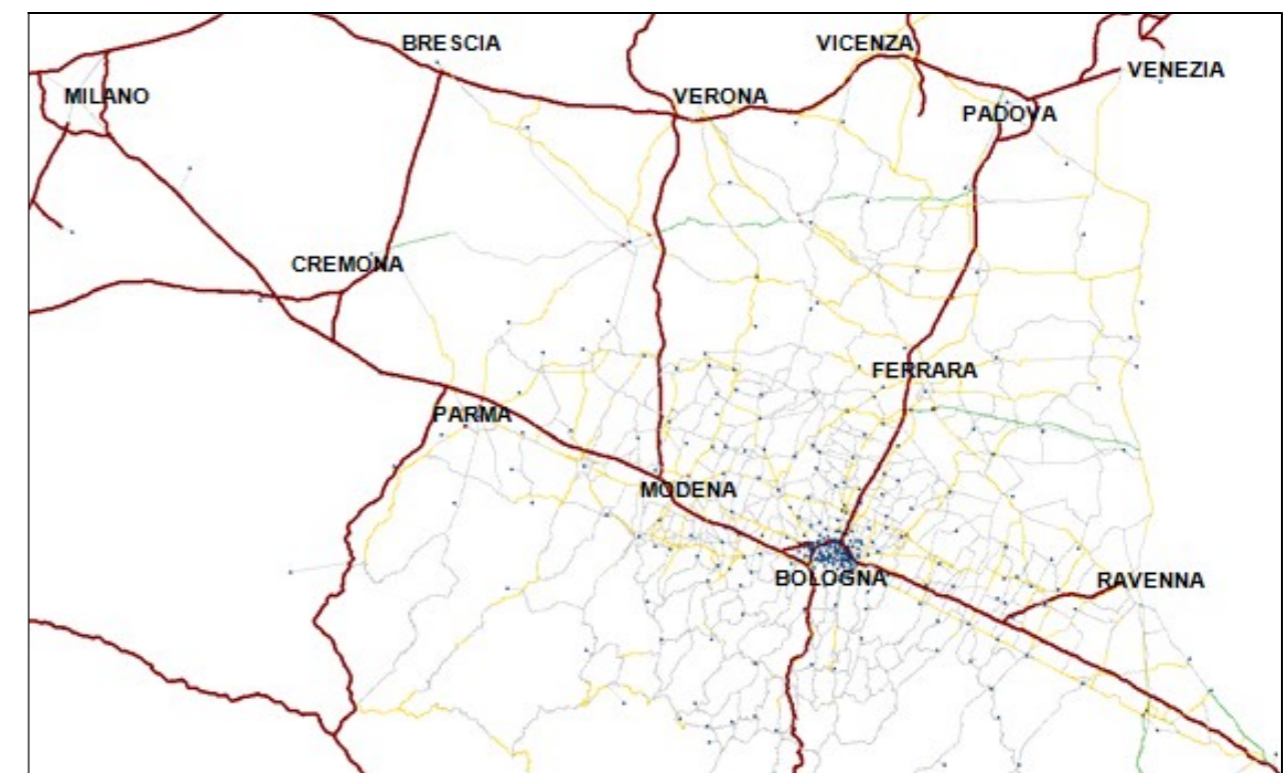 BRESCIA
VICENZA
VENEZIA
MILANO
VERONA
PADOVA
CREMONA
FERRARA
PARMA
MODENA
BOLOGNA
RAVENNA